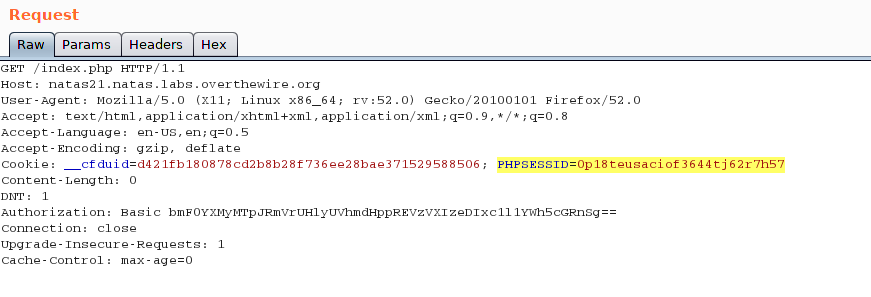 Request
Raw Params Headers Hex
GET /index.php HTTP/1.1
Host: natas21.natas.labs.overthewire.org
User-Agent: Mozilla/5.0 (X11; Linux x86_64; rv:52.0) Gecko/20100101 Firefox/52.0
Accept: text/html,application/xhtml+xml,application/xml;q=0.9,*/*;q=0.8
Accept-Language: en-US,en;q=0.5
Accept-Encoding: gzip, deflate
Cookie: __cfduid=d421fb180878cd2b8b28f736ee28bae371529588506; PHPSESSID=0p18teusaciof3644tj62r7h57
Content-Length: 0
DNT: 1
Authorization: Basic bmF0YXMyMTpJRmVrUHlyUVhmdHppREVzVXIzeDIxc1l1YWh5cGRnSg==
Connection: close
Upgrade-Insecure-Requests: 1
Cache-Control: max-age=0